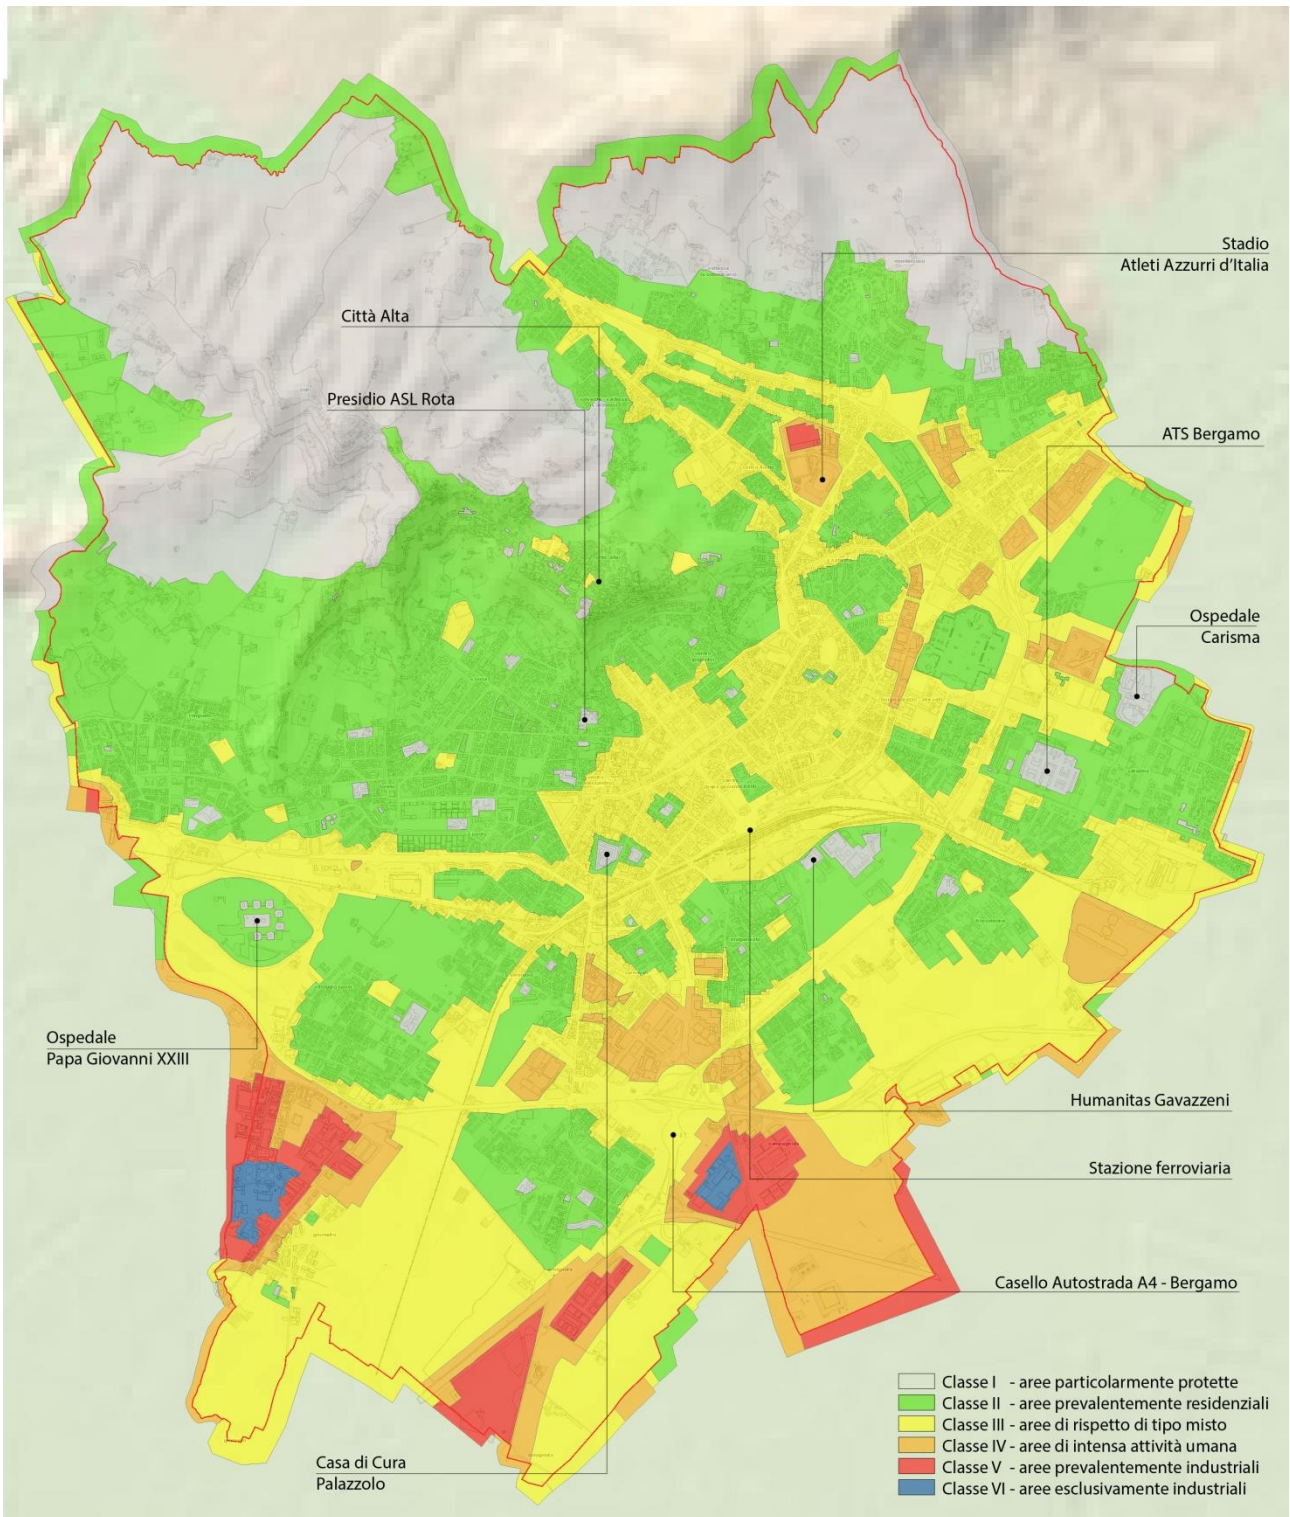 Stadio
Atleti Azzurri d'Italia
Città Alta
Presidio ASL Rota
ATS Bergamo
Ospedale
Carisma
Ospedale
Papa Giovanni XXIII
Humanitas Gavazzeni
Stazione ferroviaria
Casello Autostrada A4 - Bergamo
Casa di Cura
Palazzolo
Classe I - aree particolarmente protette
Classe II - aree prevalentemente residenziali
Classe III - aree di rispetto di tipo misto
Classe IV - aree di intensa attività umana
Classe V - aree prevalentemente industriali
Classe VI - aree esclusivamente industriali